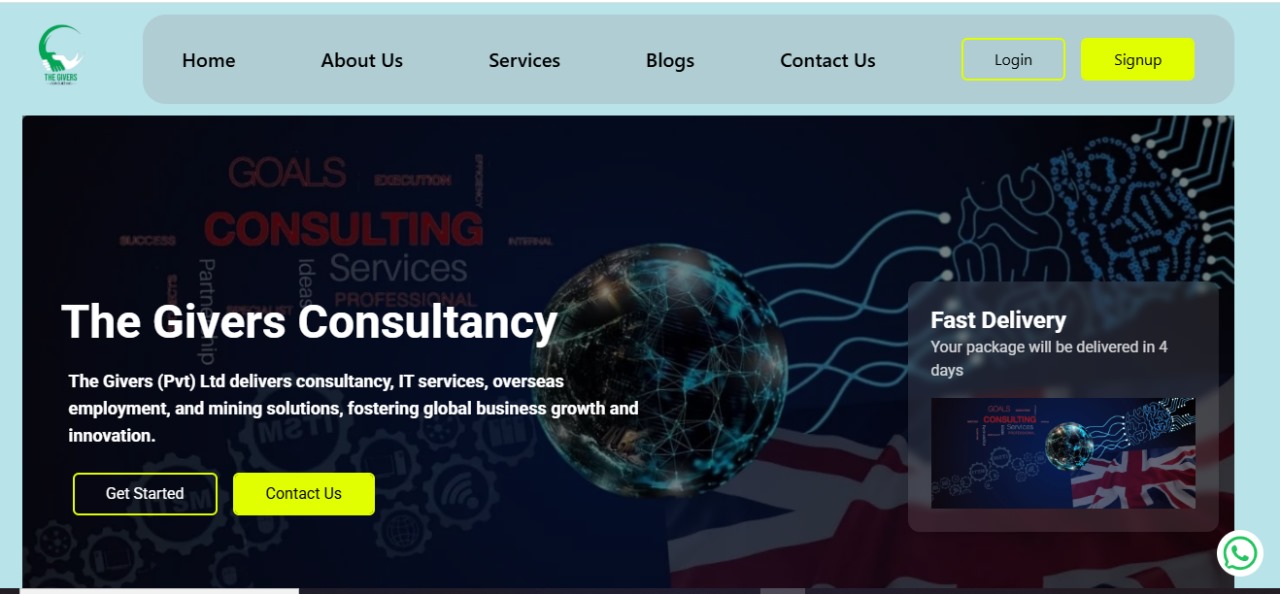 THE GIVERS
Home
About Us
Services
Blogs
Contact Us
Login
Signup
GOALS
EXECUTION
EFFICIENCY
CONSULTING
SUCCESS
INTERNAL
Partnership
Ideas
Services
PROFESSIONAL
The Givers Consultancy
The Givers (Pvt) Ltd delivers consultancy, IT services, overseas
employment, and mining solutions, fostering global business growth and
innovation.
Get Started
Contact Us
ITSM
Fast Delivery
Your package will be delivered in 4
days
GOALS
CONSULTING
Services